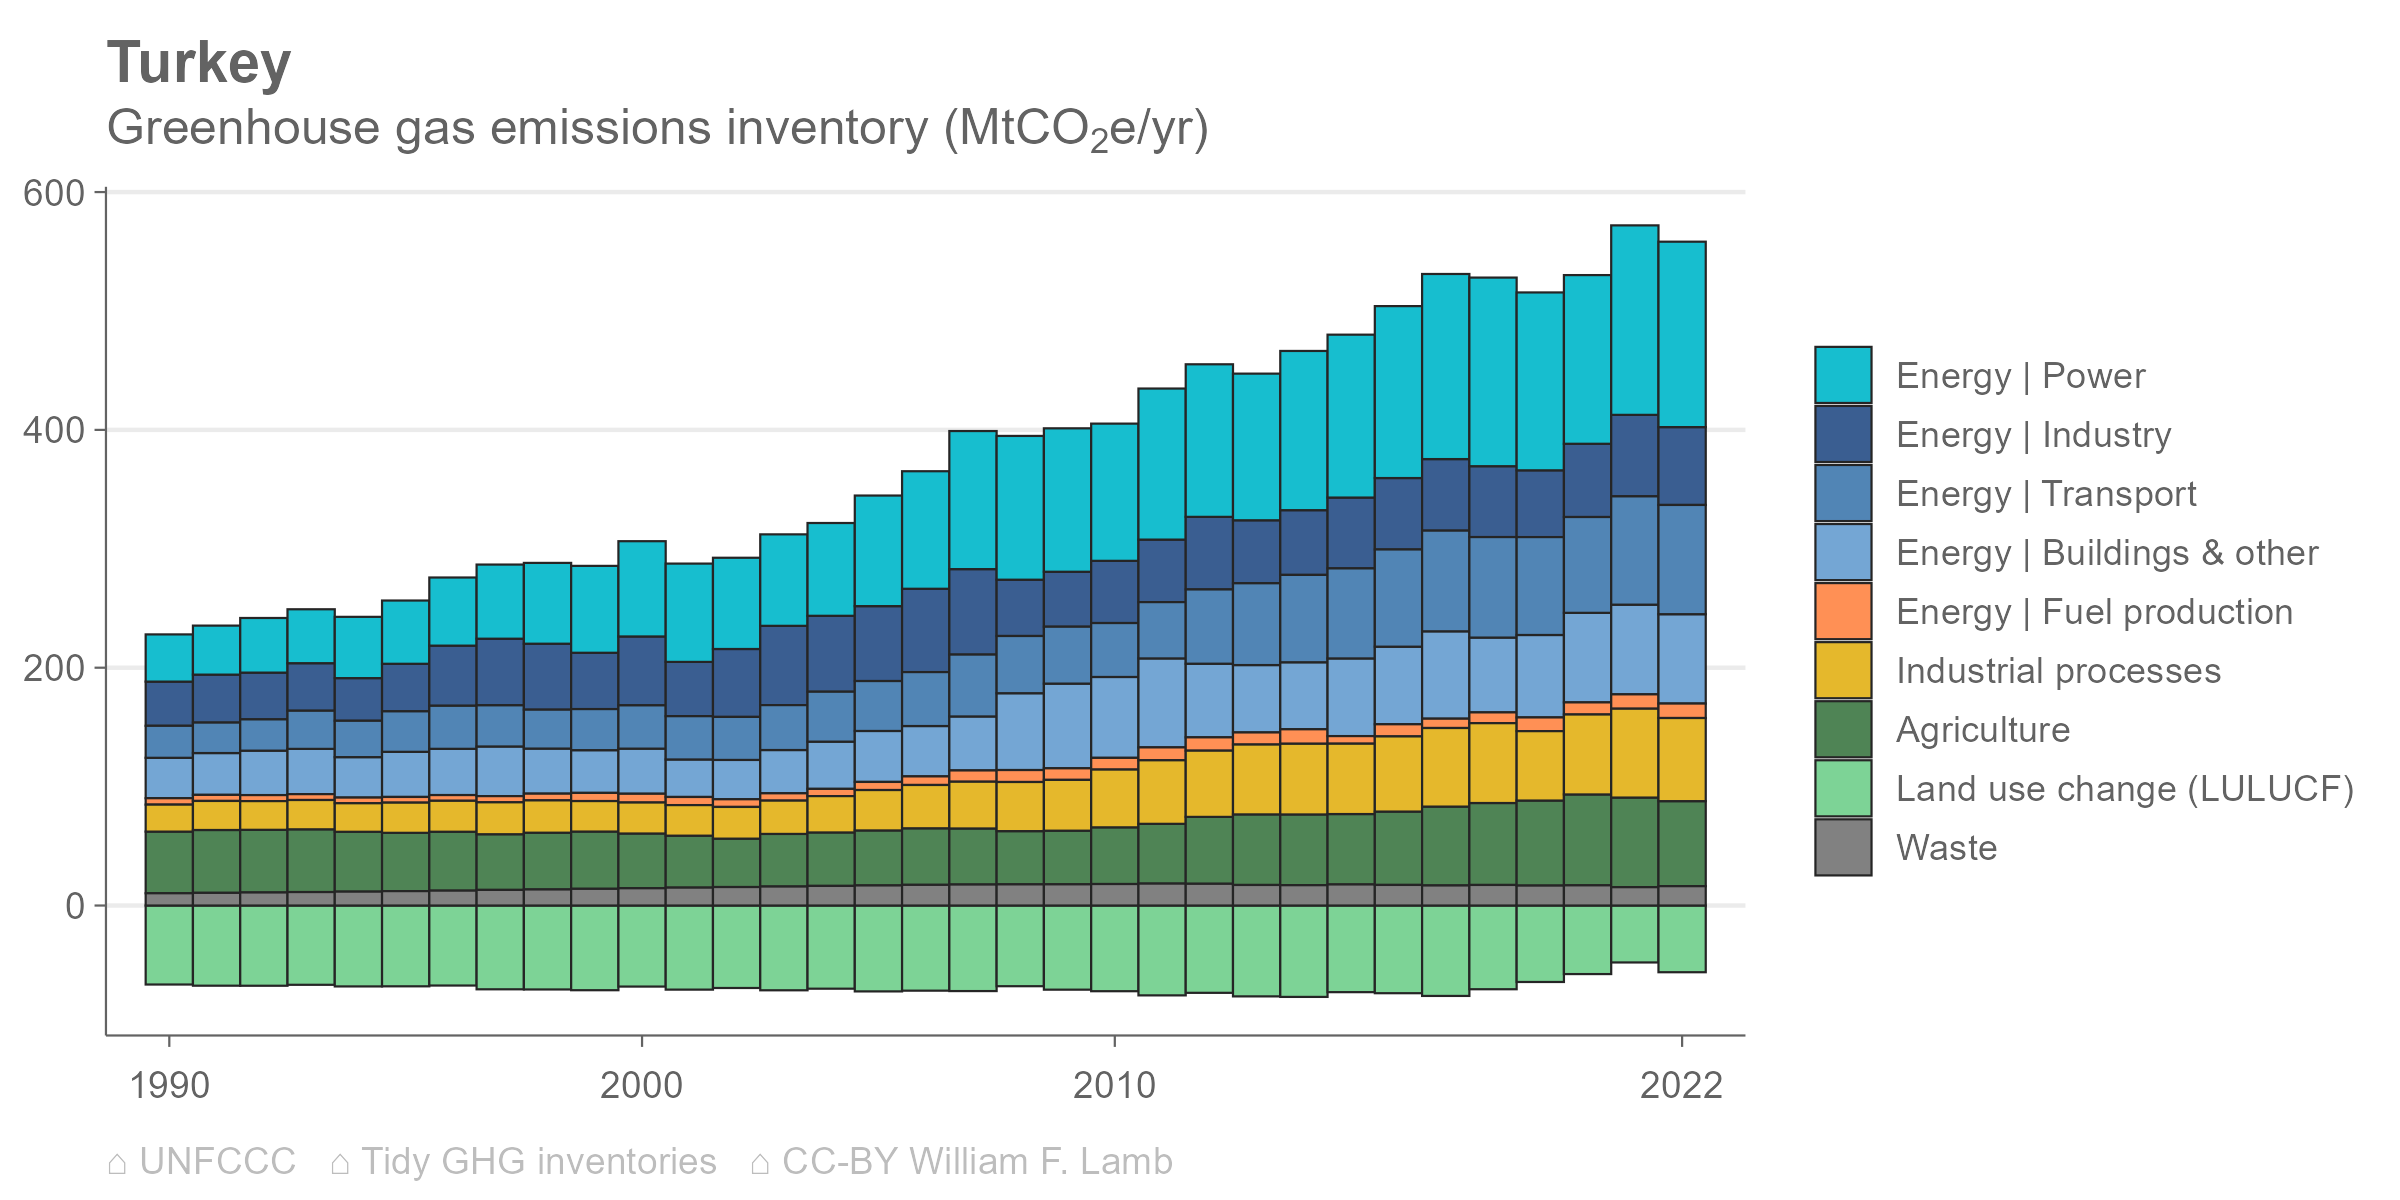 Turkey
Greenhouse gas emissions inventory (MtCO₂e/yr)
600
400
200
0
1990 2000 2010 2022
Energy | Power
Energy | Industry
Energy | Transport
Energy | Buildings & other
Energy | Fuel production
Industrial processes
Agriculture
Land use change (LULUCF)
Waste
⌂ UNFCCC ⌂ Tidy GHG inventories ⌂ CC-BY William F. Lamb